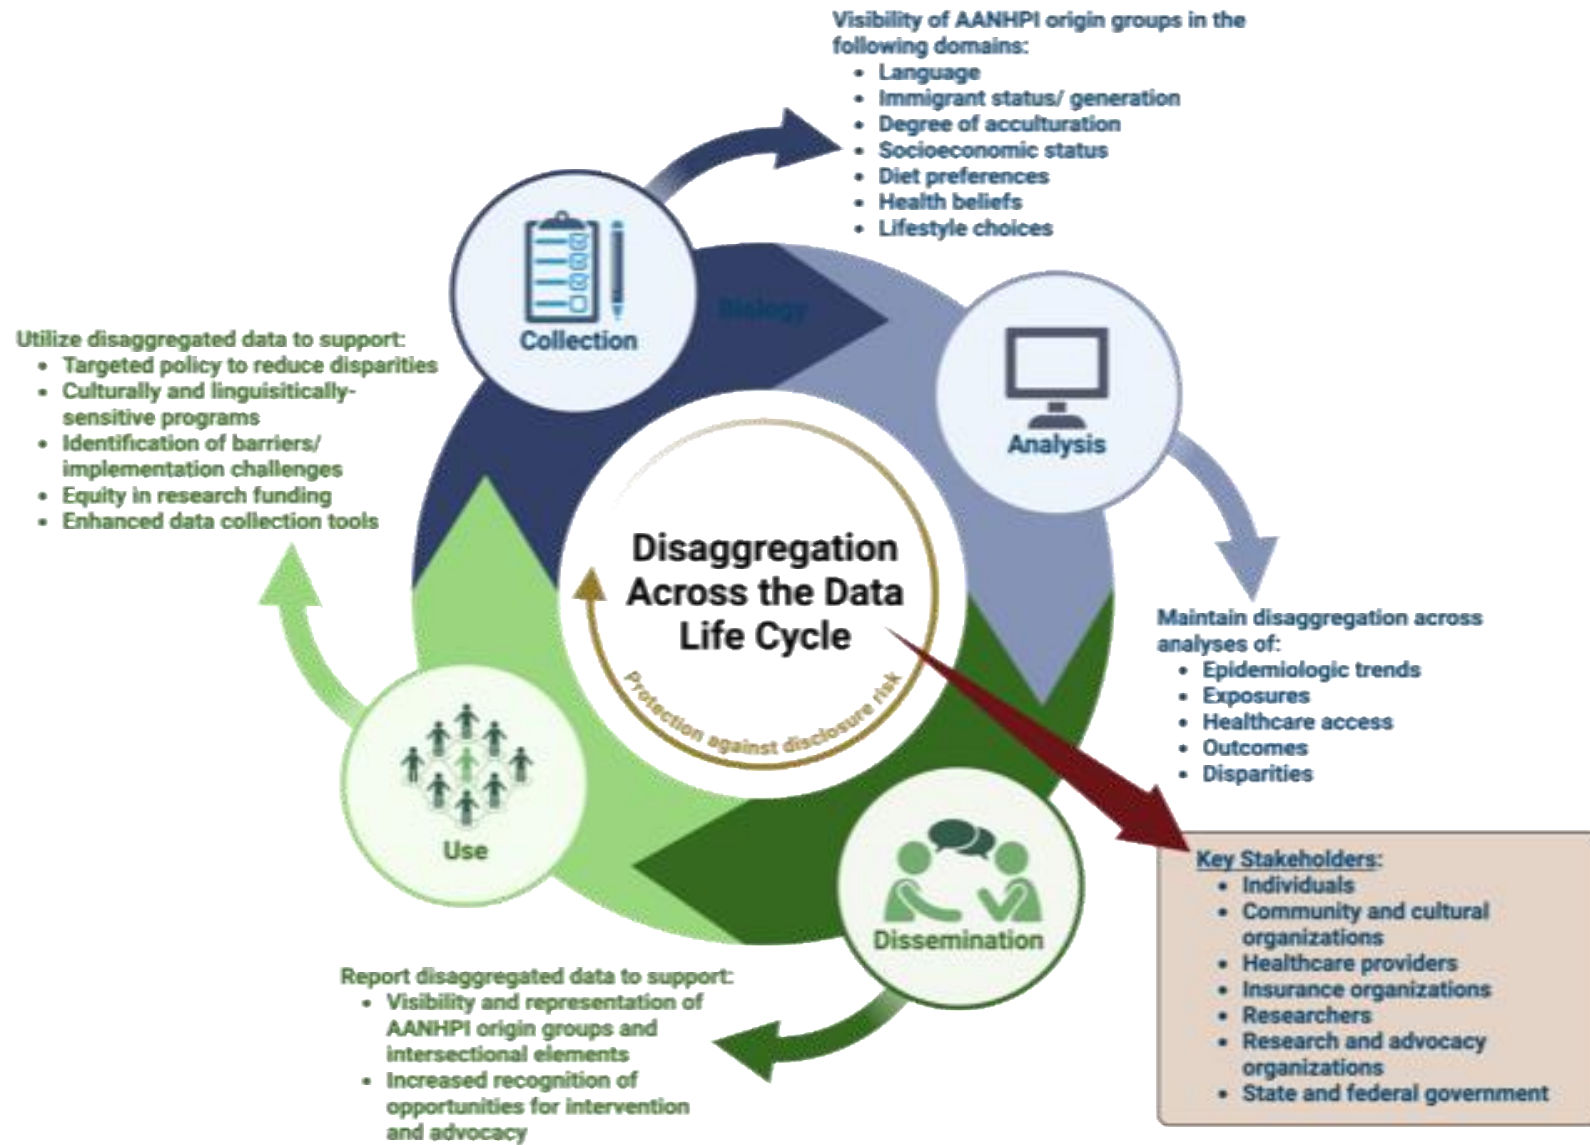 Visibility of AANHPI origin groups in the
following domains:
• Language
• Immigrant status/ generation
• Degree of acculturation
• Socioeconomic status
• Diet preferences
• Health beliefs
• Lifestyle choices
Collection
Biology
Analysis
Utilize disaggregated data to support:
• Targeted policy to reduce disparities
• Culturally and linguisitically-
sensitive programs
• Identification of barriers/
implementation challenges
• Equity in research funding
• Enhanced data collection tools
Disaggregation
Across the Data
Life Cycle
Protection against disclosure risk
Maintain disaggregation across
analyses of:
• Epidemiologic trends
• Exposures
• Healthcare access
• Outcomes
• Disparities
Use
Dissemination
Key Stakeholders:
• Individuals
• Community and cultural
organizations
• Healthcare providers
• Insurance organizations
• Researchers
• Research and advocacy
organizations
• State and federal government
Report disaggregated data to support:
• Visibility and representation of
AANHPI origin groups and
intersectional elements
• Increased recognition of
opportunities for intervention
and advocacy